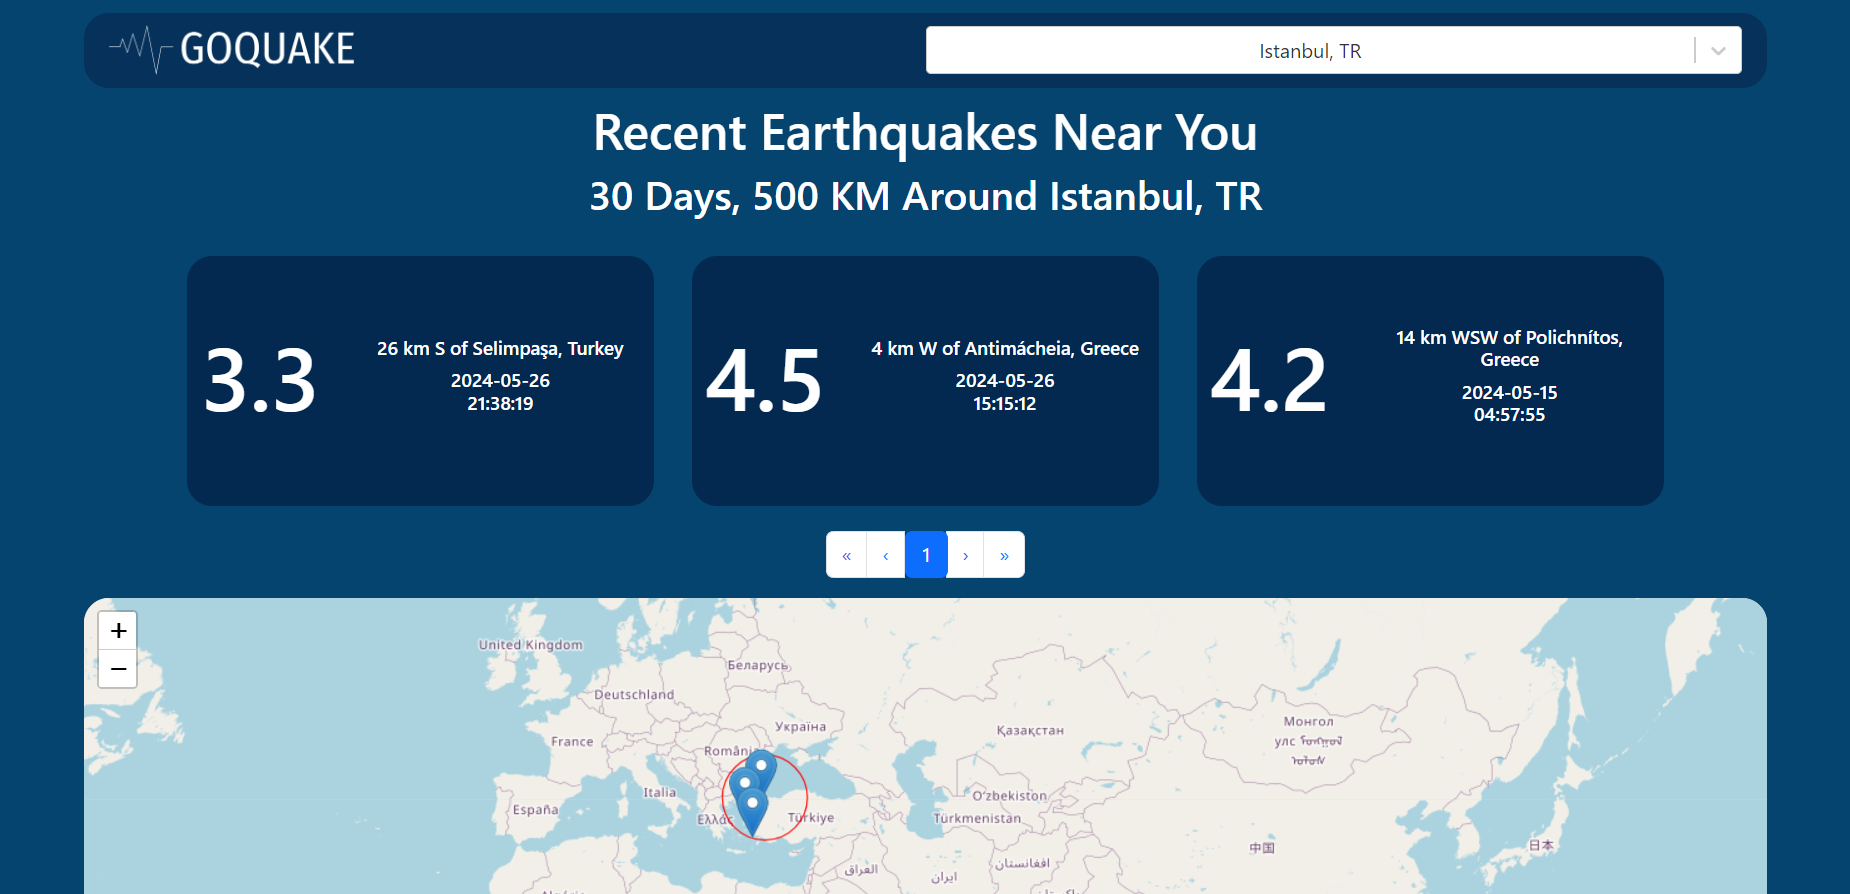 GOQUAKE
Istanbul, TR
Recent Earthquakes Near You
30 Days, 500 KM Around Istanbul, TR
3.3
26 km S of Selimpaşa, Turkey
2024-05-26
21:38:19
4.5
4 km W of Antimácheia, Greece
2024-05-26
15:15:12
4.2
14 km WSW of Polichnítos,
Greece
2024-05-15
04:57:55
« ‹ 1 › »
+
−
United Kingdom
Беларусь
Deutschland
Україна
Монгол
улс
Қазақстан
France
România
Italia
Oʻzbekiston
España
Ελλάς
Türkiye
Türkmenistan
中国
日本
افغانستان
العراق
ایران